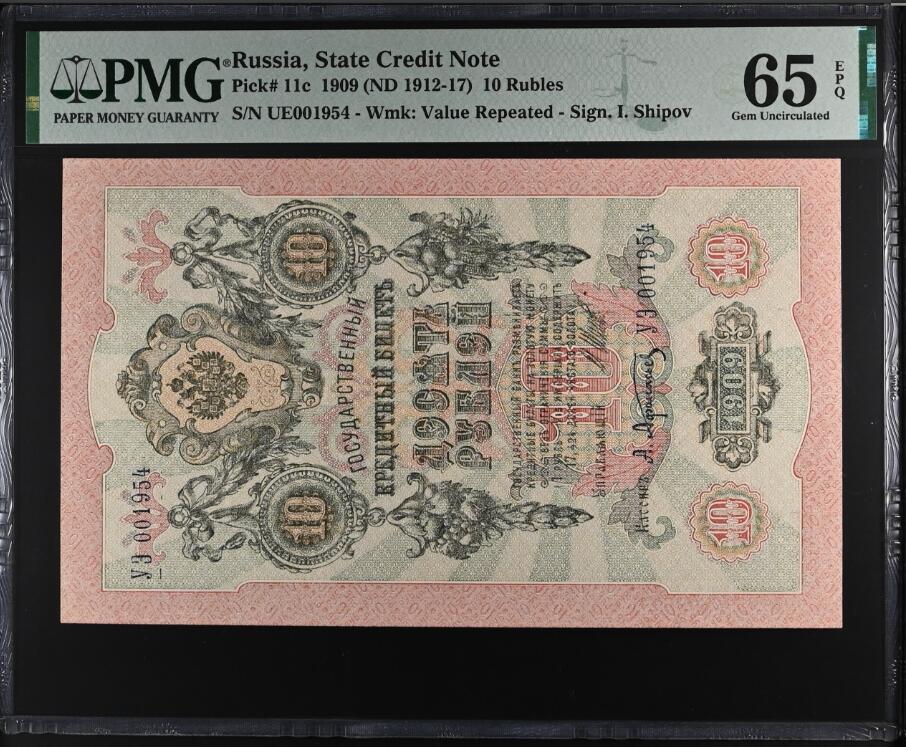 PMG®
PAPER MONEY GUARANTY
Russia, State Credit Note
Pick# 11c 1909 (ND 1912-17) 10 Rubles
S/N UE001954 - Wmk: Value Repeated - Sign. I. Shipov
65
EPQ
Gem Uncirculated
УЭ 001954
10
10
ГОСУДАРСТВЕННЫЙ
КРЕДИТНЫЙ БИЛЕТЪ
ДЕСЯТЬ
РУБЛЕЙ
10
УЭ 001954
10
10
1909